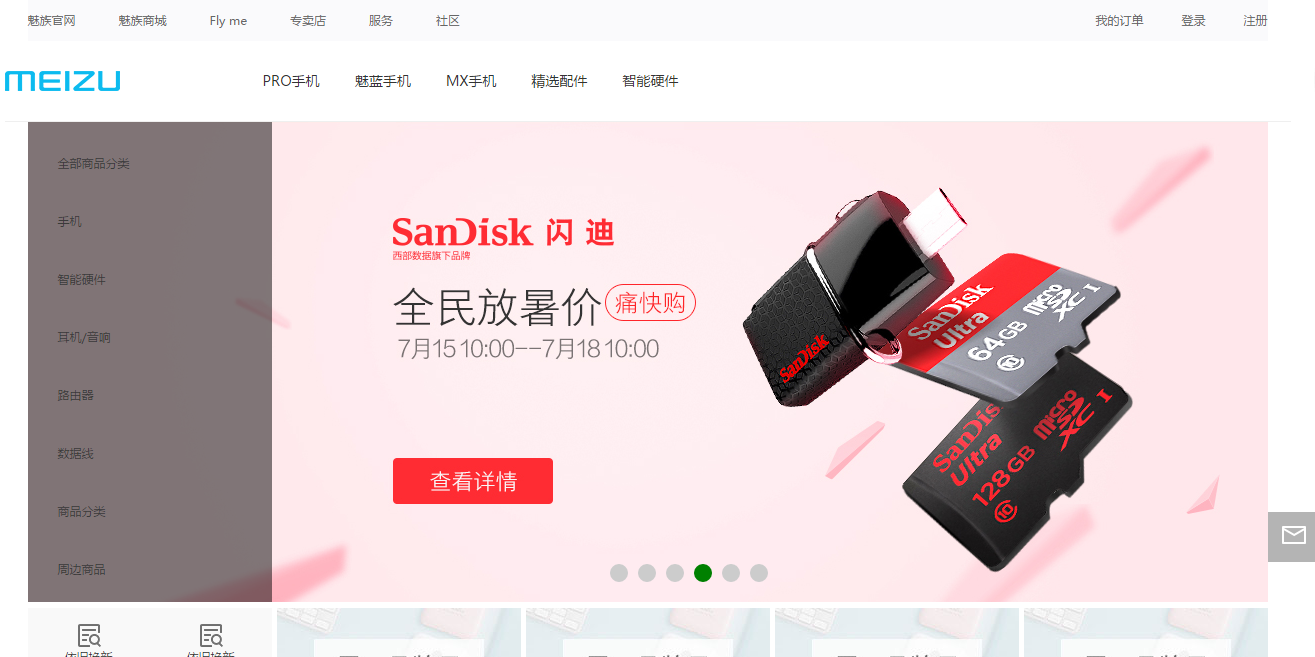 魅族官网 魅族商城 Fly me 专卖店 服务 社区 我的订单 登录 注册
MEIZU PRO手机 魅蓝手机 MX手机 精选配件 智能硬件
全部商品分类
手机
智能硬件
耳机/音响
路由器
数据线
商品分类
周边商品
SanDisk 闪迪
西部数据旗下品牌
全民放暑价 痛快购
7月15 10:00--7月18 10:00
查看详情
SanDisk
SanDisk
Ultra
64GB
microSDXC I
10
SanDisk
Ultra
128GB
microSDXC I
10